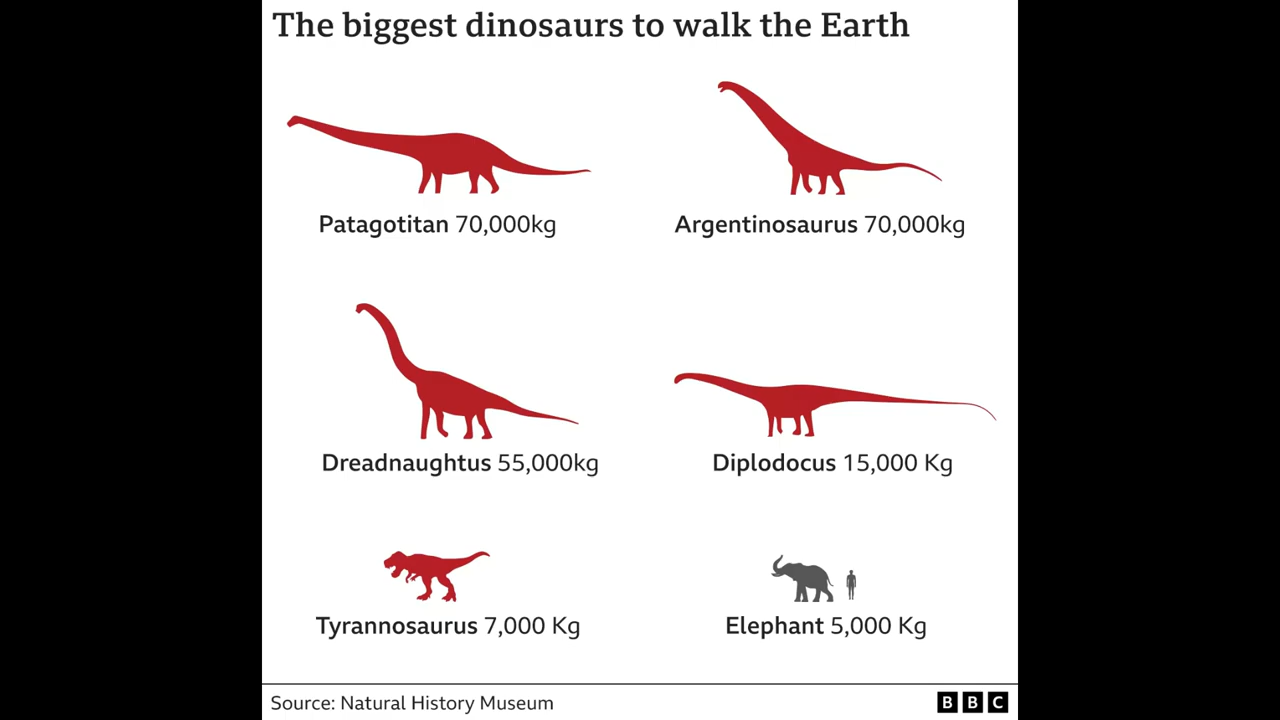 The biggest dinosaurs to walk the Earth
Patagotitan 70,000kg
Argentinosaurus 70,000kg
Dreadnaughtus 55,000kg
Diplodocus 15,000 Kg
Tyrannosaurus 7,000 Kg
Elephant 5,000 Kg
Source: Natural History Museum
BBC